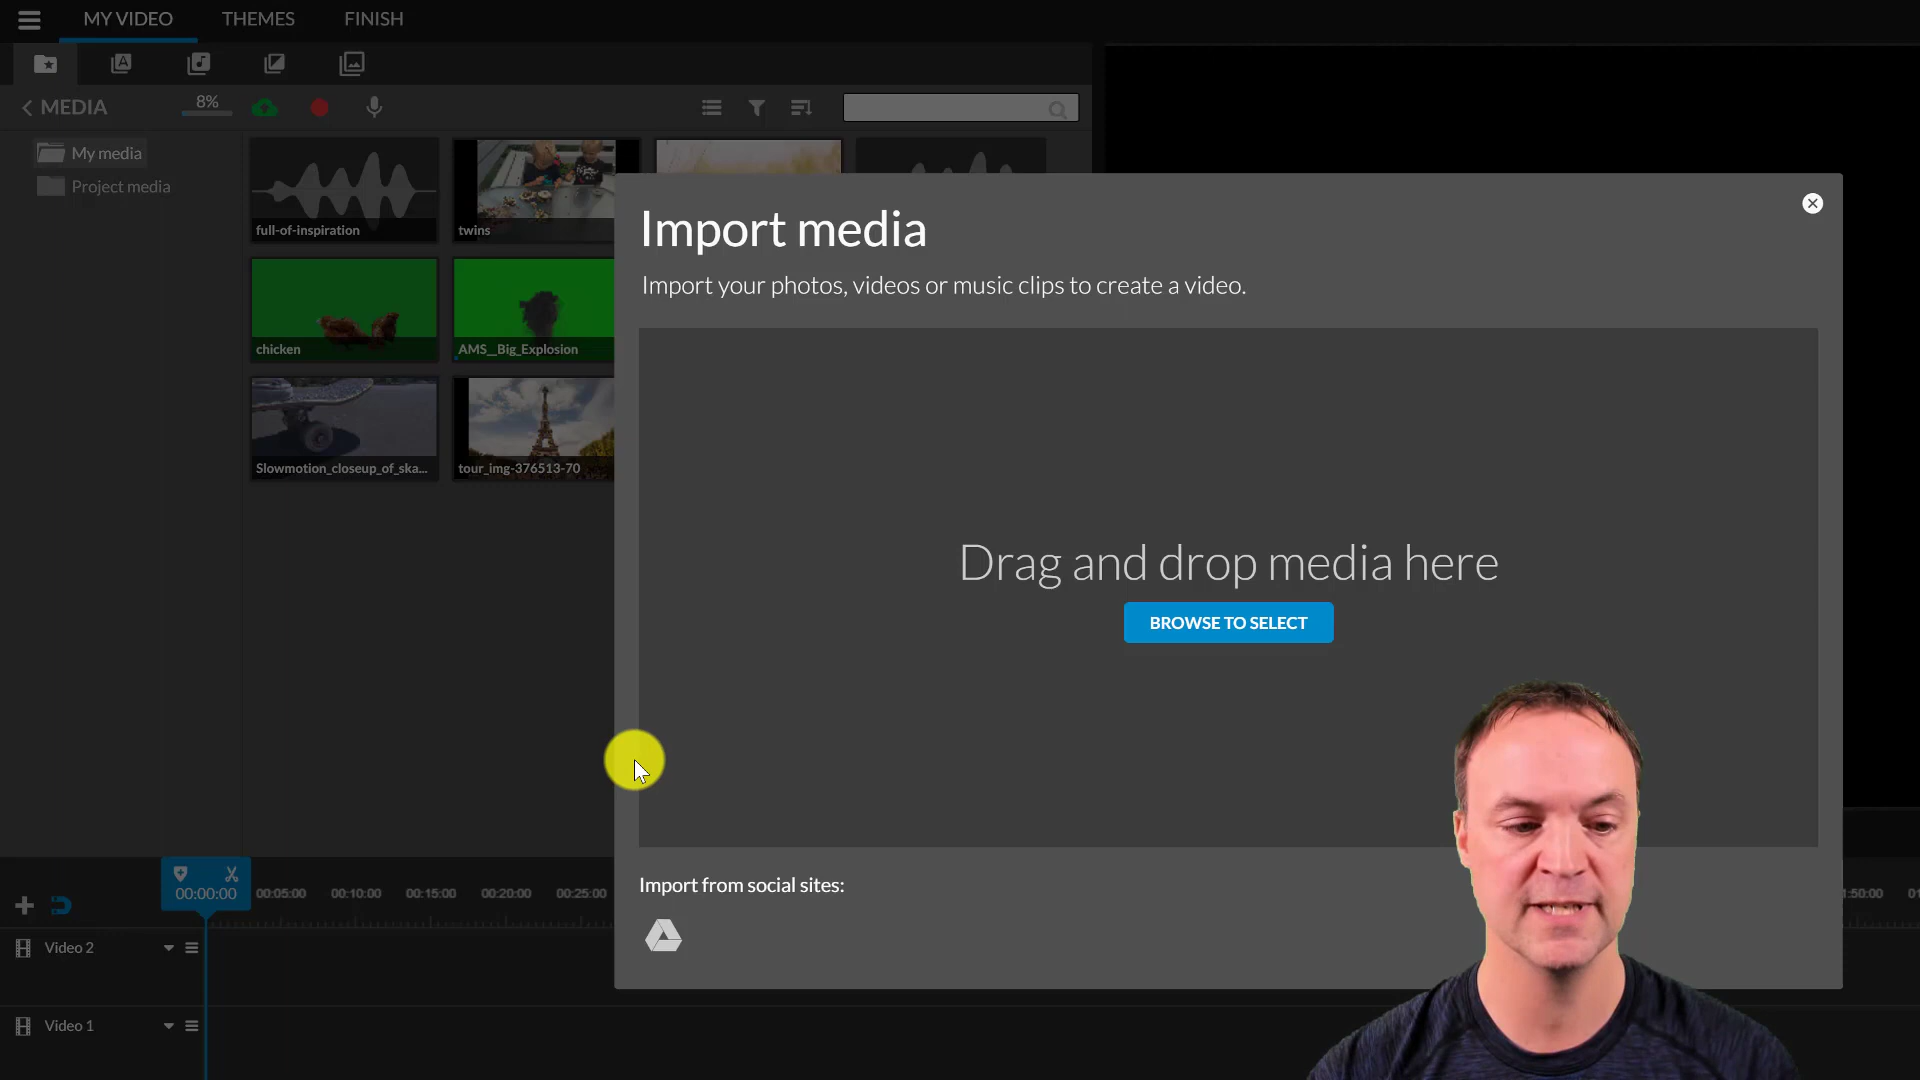 MY VIDEO
THEMES
FINISH
MEDIA
8%
My media
Project media
full-of-inspiration
twins
chicken
AMS_Big_Explosion
Slowmotion_closeup_of_ska...
tour_img-376513-70
Import media
Import your photos, videos or music clips to create a video.
Drag and drop media here
BROWSE TO SELECT
Import from social sites:
00:00:00
00:05:00
00:10:00
00:15:00
00:20:00
00:25:00
1:50:00
Video 2
Video 1